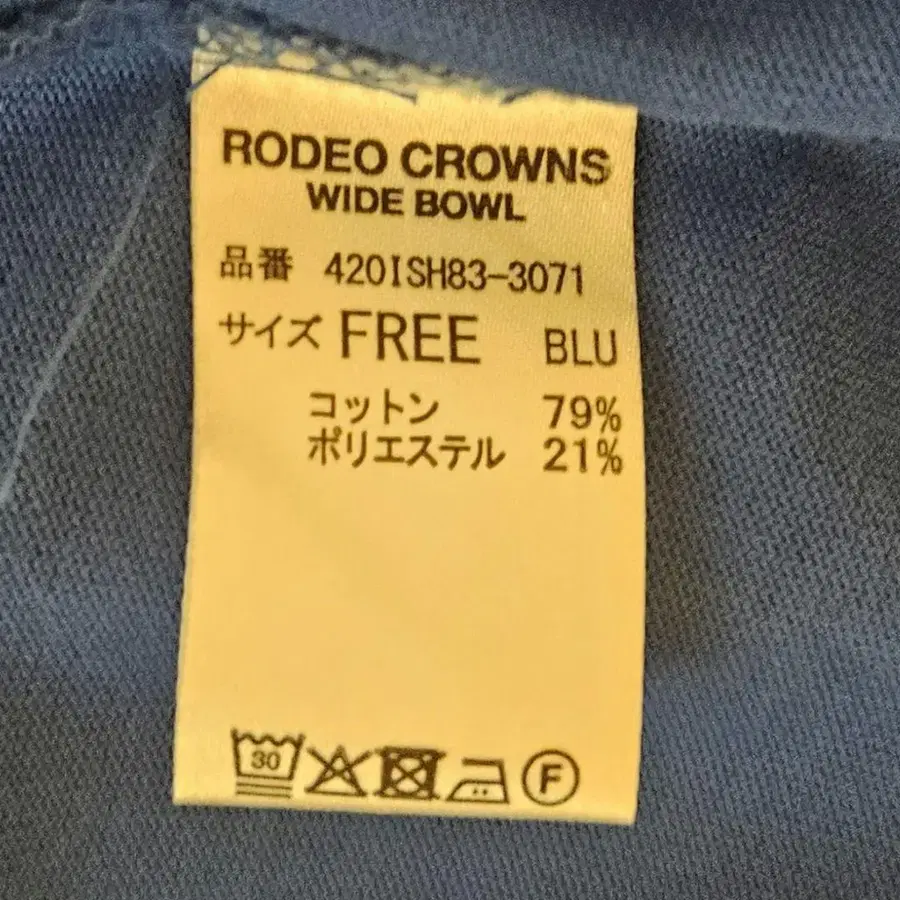 RODEO CROWNS
WIDE BOWL
品番 420ISH83-3071
サイズ FREE BLU
コットン 79%
ポリエステル 21%
30 F